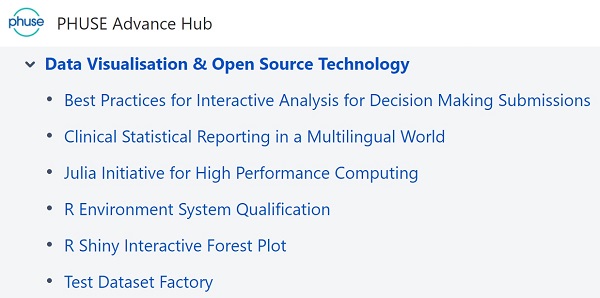 phuse
PHUSE Advance Hub
Data Visualisation & Open Source Technology
Best Practices for Interactive Analysis for Decision Making Submissions
Clinical Statistical Reporting in a Multilingual World
Julia Initiative for High Performance Computing
R Environment System Qualification
R Shiny Interactive Forest Plot
Test Dataset Factory